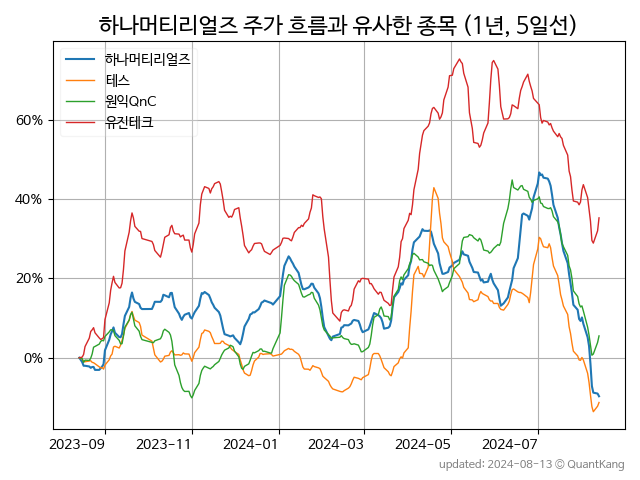 하나머티리얼즈 주가 흐름과 유사한 종목 (1년, 5일선)
하나머티리얼즈
테스
원익QnC
유진테크
60%
40%
20%
0%
2023-09 2023-11 2024-01 2024-03 2024-05 2024-07
updated: 2024-08-13 © QuantKang